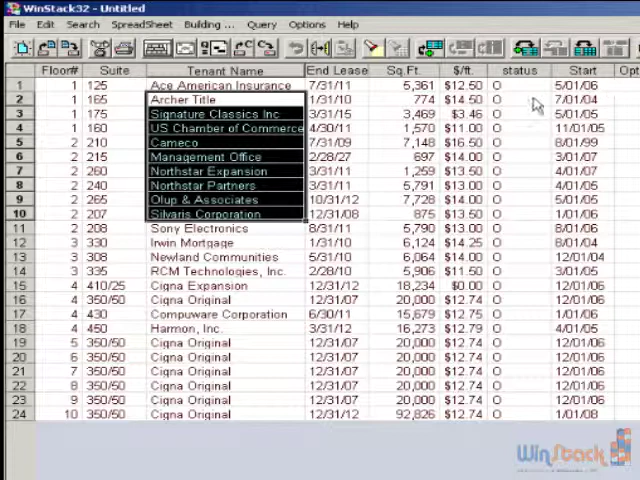 WinStack32 - Untitled
File Edit Search SpreadSheet Building ... Query Options Help
Floor# Suite Tenant Name End Lease Sq.Ft. $/ft. status Start Opt
1 1 125 Ace American Insurance 7/31/11 5,361 $12.50 O 5/01/06
2 1 165 Archer Title 1/31/10 774 $14.50 O 7/01/04
3 1 175 Signature Classics Inc 3/31/15 3,469 $3.46 O 5/01/05
4 1 160 US Chamber of Commerce 4/30/11 1,570 $11.00 O 11/01/05
5 2 210 Cameco 7/31/09 7,148 $16.50 O 8/01/99
6 2 215 Management Office 2/28/27 697 $14.00 O 3/01/07
7 2 260 Northstar Expansion 3/31/11 1,259 $13.50 O 4/01/07
8 2 240 Northstar Partners 3/31/11 5,791 $13.00 O 4/01/05
9 2 265 Olup & Associates 10/31/12 7,728 $14.00 O 5/01/05
10 2 207 Silvaris Corporation 12/31/08 875 $13.50 O 1/01/06
11 2 208 Sony Electronics 8/31/11 5,790 $13.00 O 8/01/06
12 3 330 Irwin Mortgage 1/31/10 6,124 $14.25 O 8/01/04
13 3 308 Newland Communities 5/31/10 6,064 $14.00 O 12/01/04
14 3 335 RCM Technologies, Inc. 2/28/10 5,906 $11.50 O 3/01/05
15 4 410/25 Cigna Expansion 12/31/12 18,234 $0.00 O 12/01/06
16 4 350/50 Cigna Original 12/31/07 20,000 $12.74 O 12/01/06
17 4 430 Compuware Corporation 6/30/11 15,679 $12.75 O 1/01/06
18 4 450 Harmon, Inc. 3/31/12 16,273 $12.79 O 4/01/05
19 5 350/50 Cigna Original 12/31/07 20,000 $12.74 O 12/01/06
20 6 350/50 Cigna Original 12/31/07 20,000 $12.74 O 12/01/06
21 7 350/50 Cigna Original 12/31/07 20,000 $12.74 O 12/01/06
22 8 350/50 Cigna Original 12/31/07 20,000 $12.74 O 12/01/06
23 9 350/50 Cigna Original 12/31/07 20,000 $12.74 O 12/01/06
24 10 350/50 Cigna Original 12/31/12 92,826 $12.74 O 1/01/08
WinStack